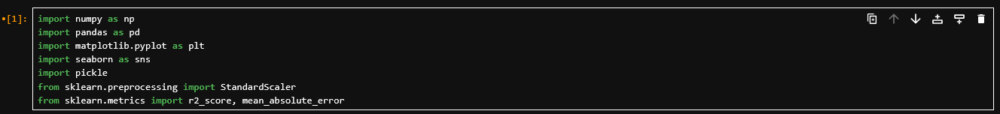 •[1]:
import numpy as np
import pandas as pd
import matplotlib.pyplot as plt
import seaborn as sns
import pickle
from sklearn.preprocessing import StandardScaler
from sklearn.metrics import r2_score, mean_absolute_error